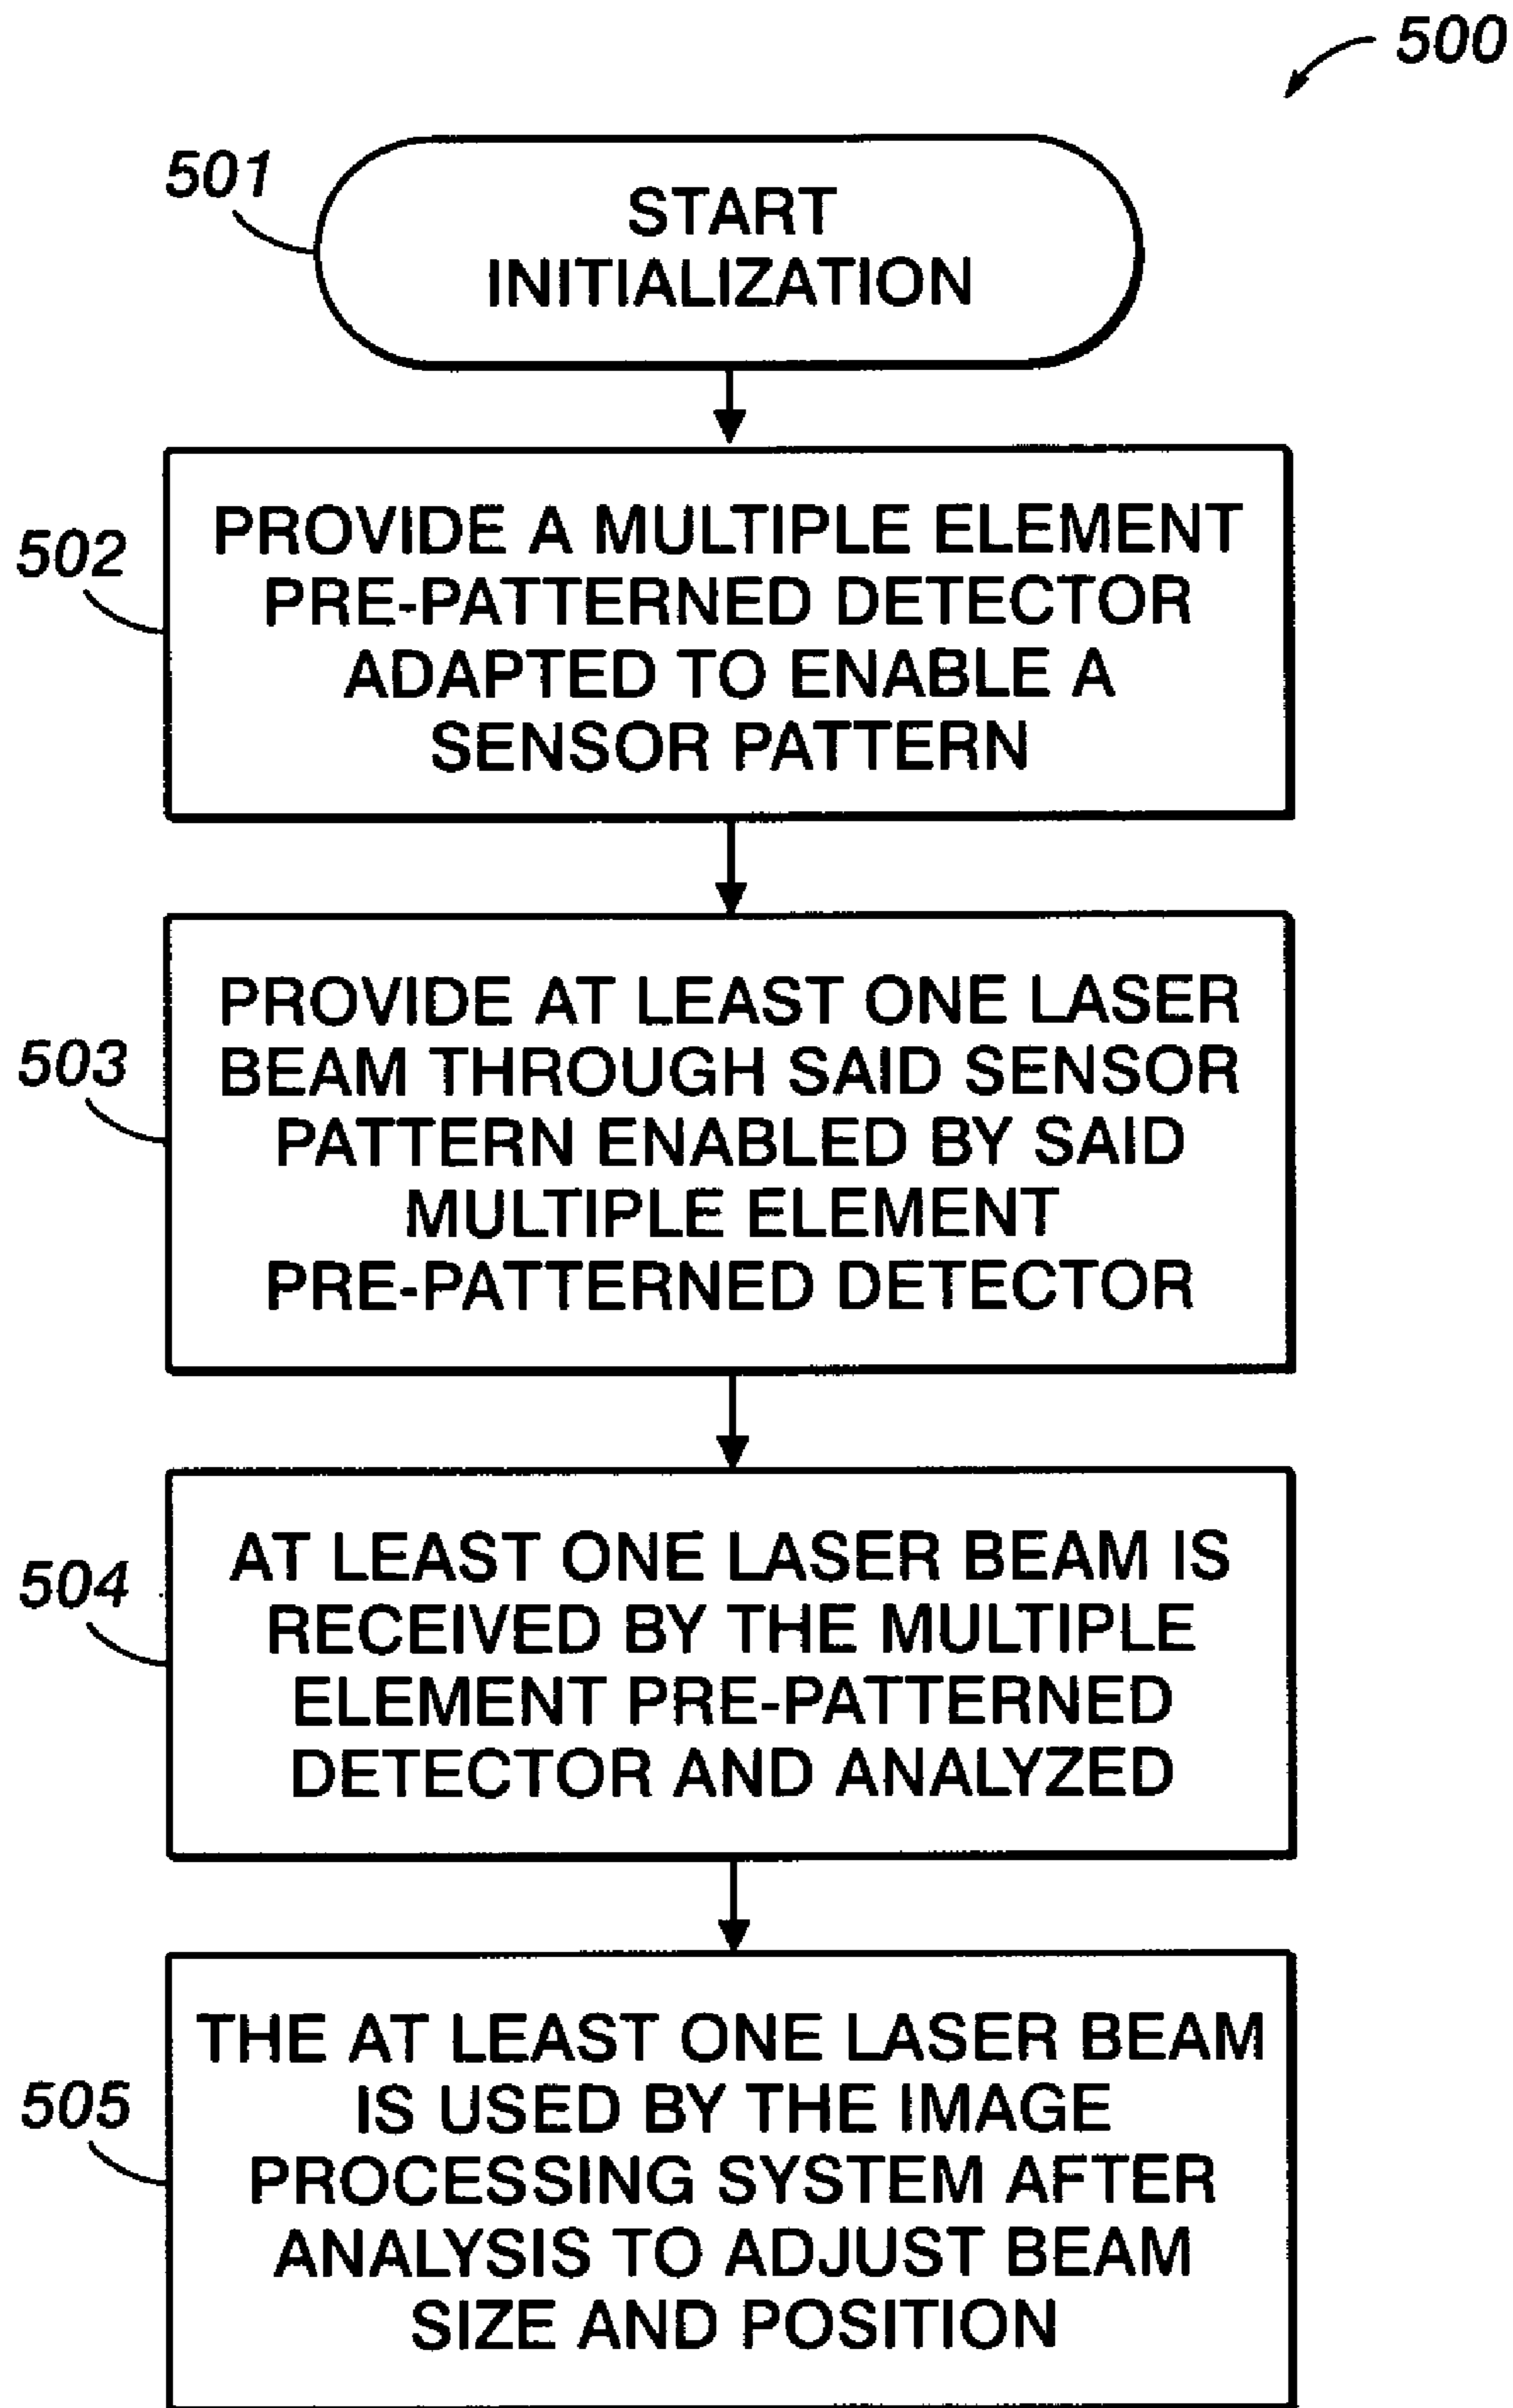 500
501
START
INITIALIZATION
502
PROVIDE A MULTIPLE ELEMENT
PRE-PATTERNED DETECTOR
ADAPTED TO ENABLE A
SENSOR PATTERN
503
PROVIDE AT LEAST ONE LASER
BEAM THROUGH SAID SENSOR
PATTERN ENABLED BY SAID
MULTIPLE ELEMENT
PRE-PATTERNED DETECTOR
504
AT LEAST ONE LASER BEAM IS
RECEIVED BY THE MULTIPLE
ELEMENT PRE-PATTERNED
DETECTOR AND ANALYZED
505
THE AT LEAST ONE LASER BEAM
IS USED BY THE IMAGE
PROCESSING SYSTEM AFTER
ANALYSIS TO ADJUST BEAM
SIZE AND POSITION